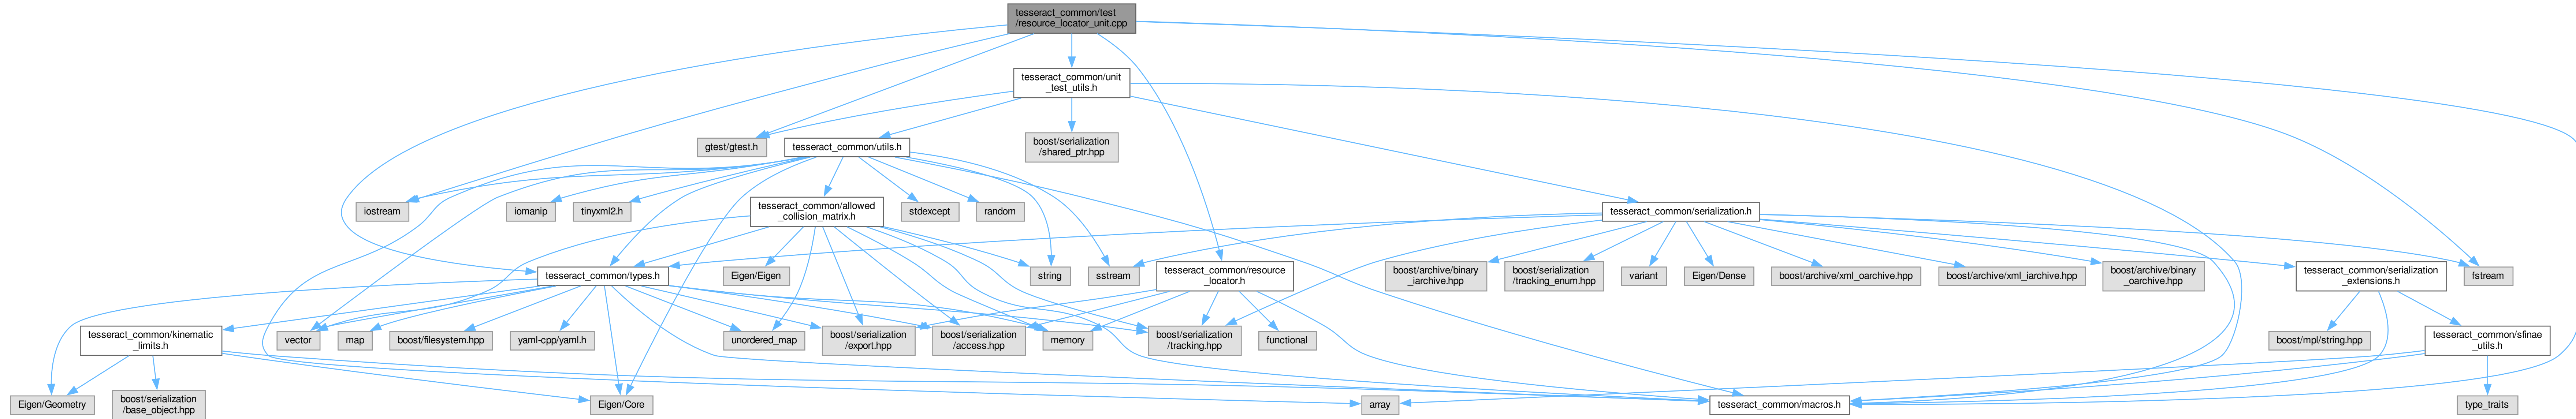 tesseract_common/test
/resource_locator_unit.cpp
tesseract_common/unit
_test_utils.h
gtest/gtest.h
tesseract_common/utils.h
boost/serialization
/shared_ptr.hpp
iostream
iomanip
tinyxml2.h
tesseract_common/allowed
_collision_matrix.h
stdexcept
random
tesseract_common/serialization.h
tesseract_common/types.h
Eigen/Eigen
string
sstream
tesseract_common/resource
_locator.h
boost/archive/binary
_iarchive.hpp
boost/serialization
/tracking_enum.hpp
variant
Eigen/Dense
boost/archive/xml_oarchive.hpp
boost/archive/xml_iarchive.hpp
boost/archive/binary
_oarchive.hpp
tesseract_common/serialization
_extensions.h
fstream
tesseract_common/kinematic
_limits.h
vector
map
boost/filesystem.hpp
yaml-cpp/yaml.h
unordered_map
boost/serialization
/export.hpp
boost/serialization
/access.hpp
memory
boost/serialization
/tracking.hpp
functional
boost/mpl/string.hpp
tesseract_common/sfinae
_utils.h
Eigen/Geometry
boost/serialization
/base_object.hpp
Eigen/Core
array
tesseract_common/macros.h
type_traits